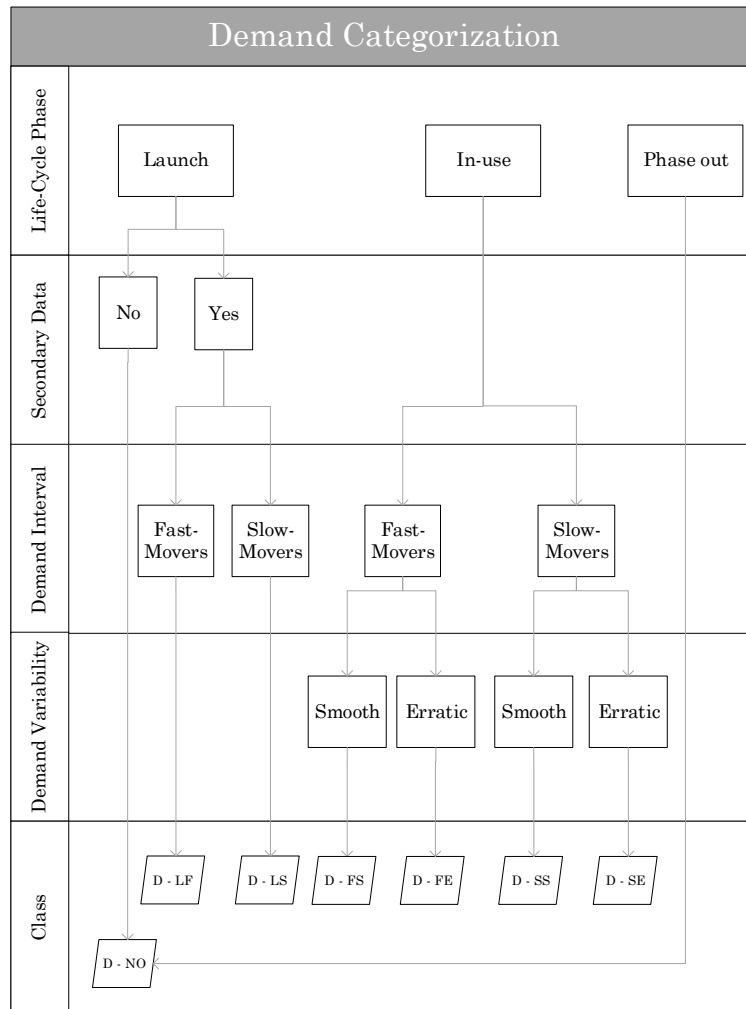 Demand Categorization
Life-Cycle Phase
Launch
In-use
Phase out
Secondary Data
No
Yes
Demand Interval
Fast-
Movers
Slow-
Movers
Fast-
Movers
Slow-
Movers
Demand Variability
Smooth
Erratic
Smooth
Erratic
Class
D - LF
D - LS
D - FS
D - FE
D - SS
D - SE
D - NO